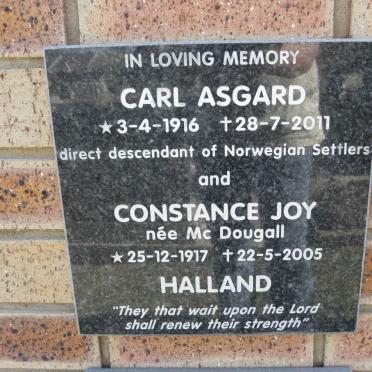 IN LOVING MEMORY
CARL ASGARD
★ 3-4-1916 ✝ 28-7-2011
direct descendant of Norwegian Settlers
and
CONSTANCE JOY
née Mc Dougall
★ 25-12-1917 ✝ 22-5-2005
HALLAND
"They that wait upon the Lord
shall renew their strength"